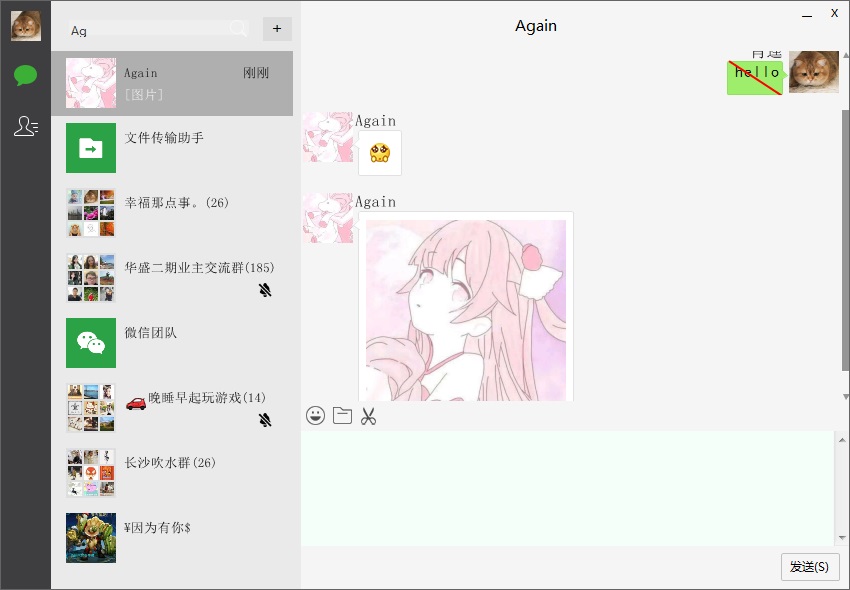 Ag
+
Again
刚刚
[图片]
文件传输助手
幸福那点事。(26)
华盛二期业主交流群(185)
微信团队
晚睡早起玩游戏(14)
长沙吹水群(26)
¥因为有你$
Again
X
hello
Again
Again
发送(S)